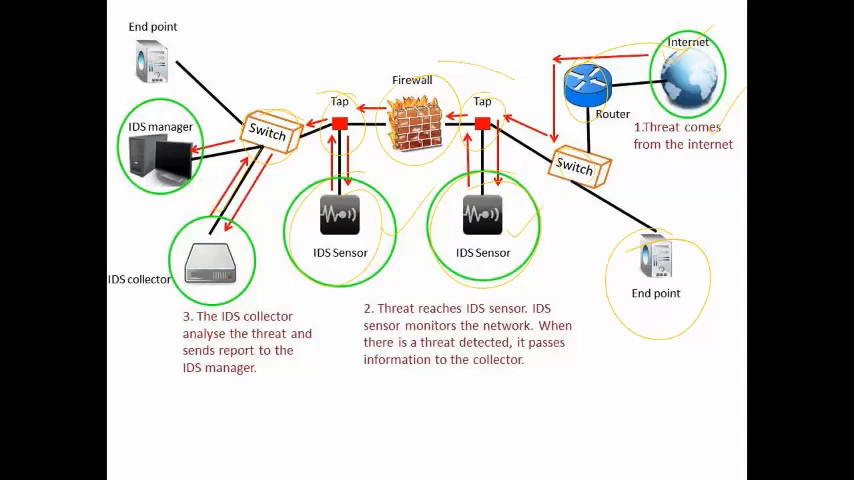 End point
Internet
Firewall
Tap
Tap
Router
IDS manager
Switch
1.Threat comes
from the internet
Switch
IDS Sensor
IDS Sensor
IDS collector
End point
3. The IDS collector
analyse the threat and
sends report to the
IDS manager.
2. Threat reaches IDS sensor. IDS
sensor monitors the network. When
there is a threat detected, it passes
information to the collector.